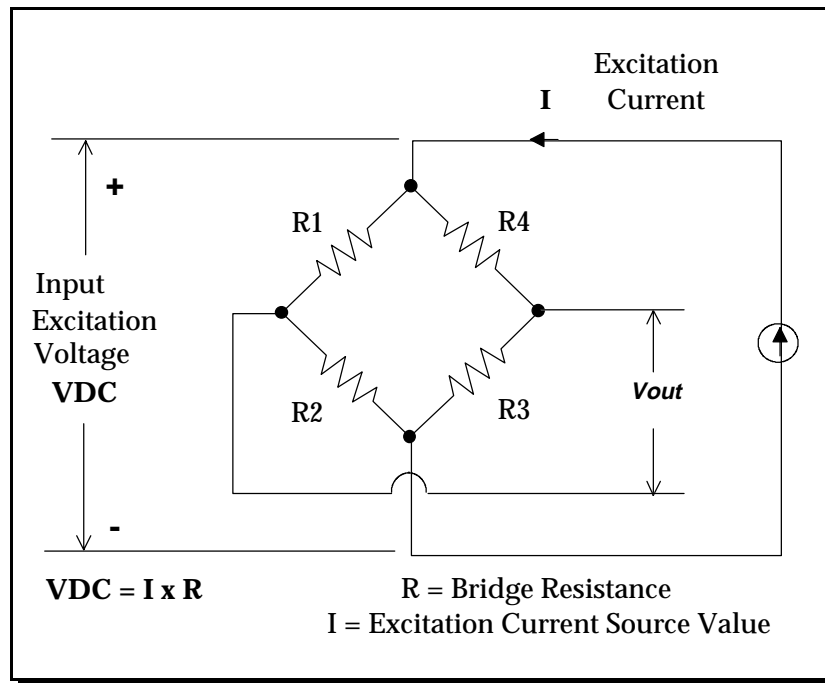 Excitation
I Current
+
R1 R4
Input
Excitation
Voltage
VDC
R2 R3
Vout
-
VDC = I x R
R = Bridge Resistance
I = Excitation Current Source Value